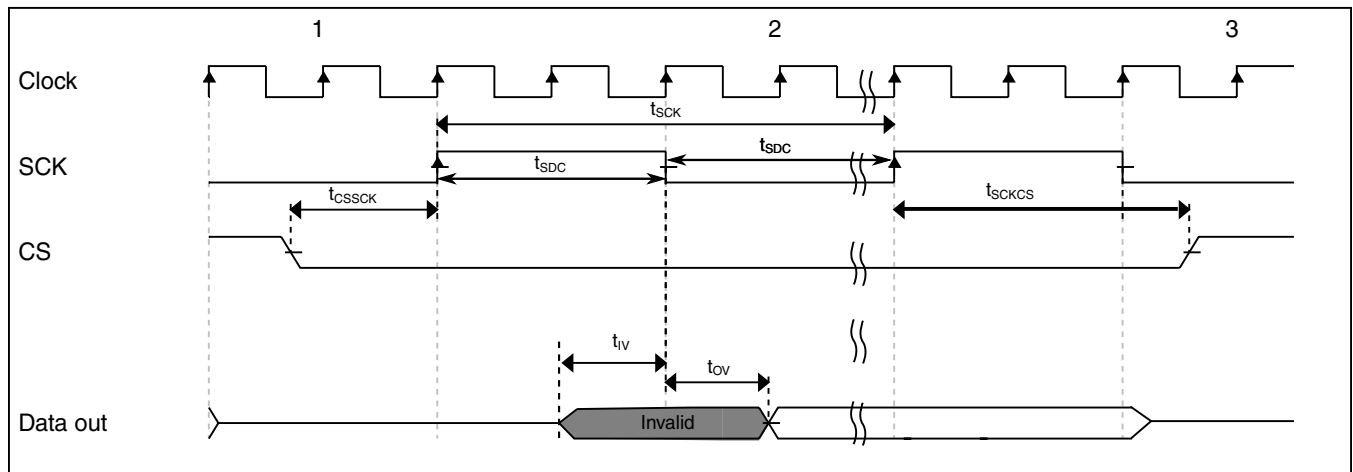 1 2 3
Clock
tSCK
SCK
tSDC
tSDC
tCSSCK
tSCKCS
CS
tIV
tOV
Data out
Invalid